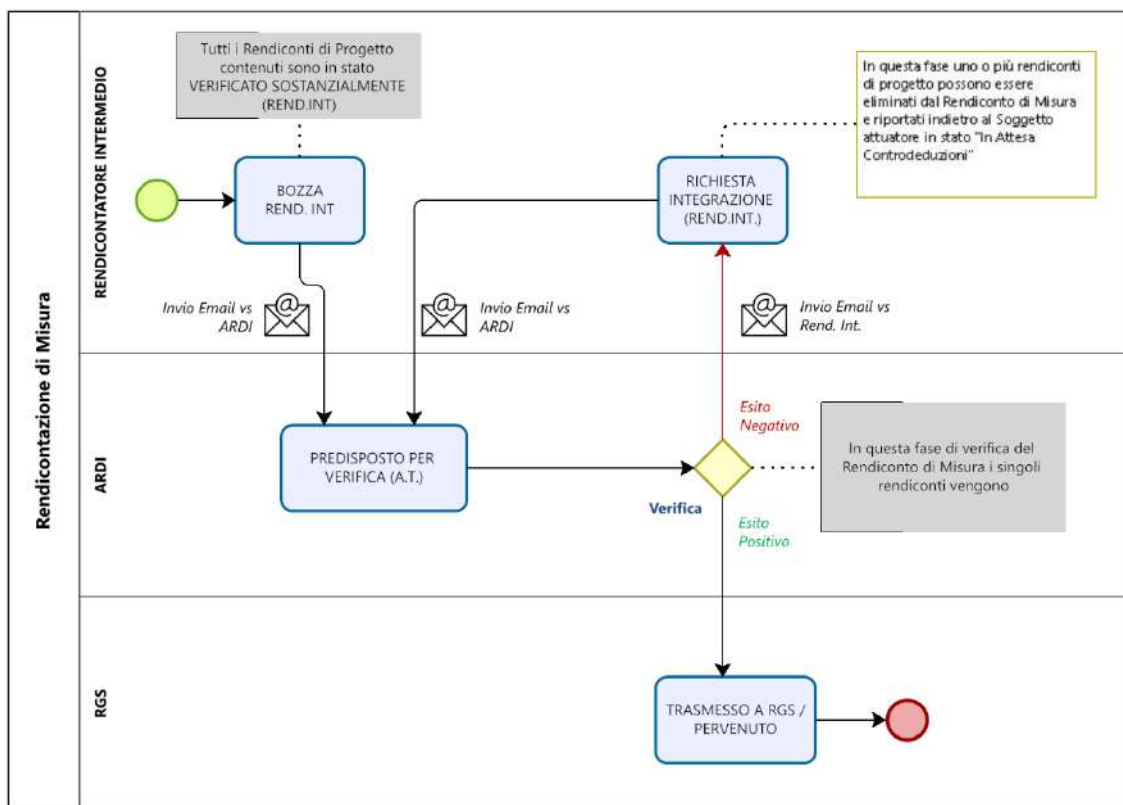 Rendicontazione di Misura
RENDICONTATORE INTERMEDIO
Tutti i Rendiconti di Progetto
contenuti sono in stato
VERIFICATO SOSTANZIALMENTE
(REND.INT)
In questa fase uno o più rendiconti
di progetto possono essere
eliminati dal Rendiconto di Misura
e riportati indietro al Soggetto
attuatore in stato "In Attesa
Controdeduzioni"
BOZZA
REND. INT
RICHIESTA
INTEGRAZIONE
(REND.INT.)
Invio Email vs
ARDI
Invio Email vs
ARDI
Invio Email vs
Rend. Int.
ARDI
PREDISPOSTO PER
VERIFICA (A.T.)
Esito
Negativo
Verifica
Esito
Positivo
In questa fase di verifica del
Rendiconto di Misura i singoli
rendiconti vengono
RGS
TRASMESSO A RGS /
PERVENUTO